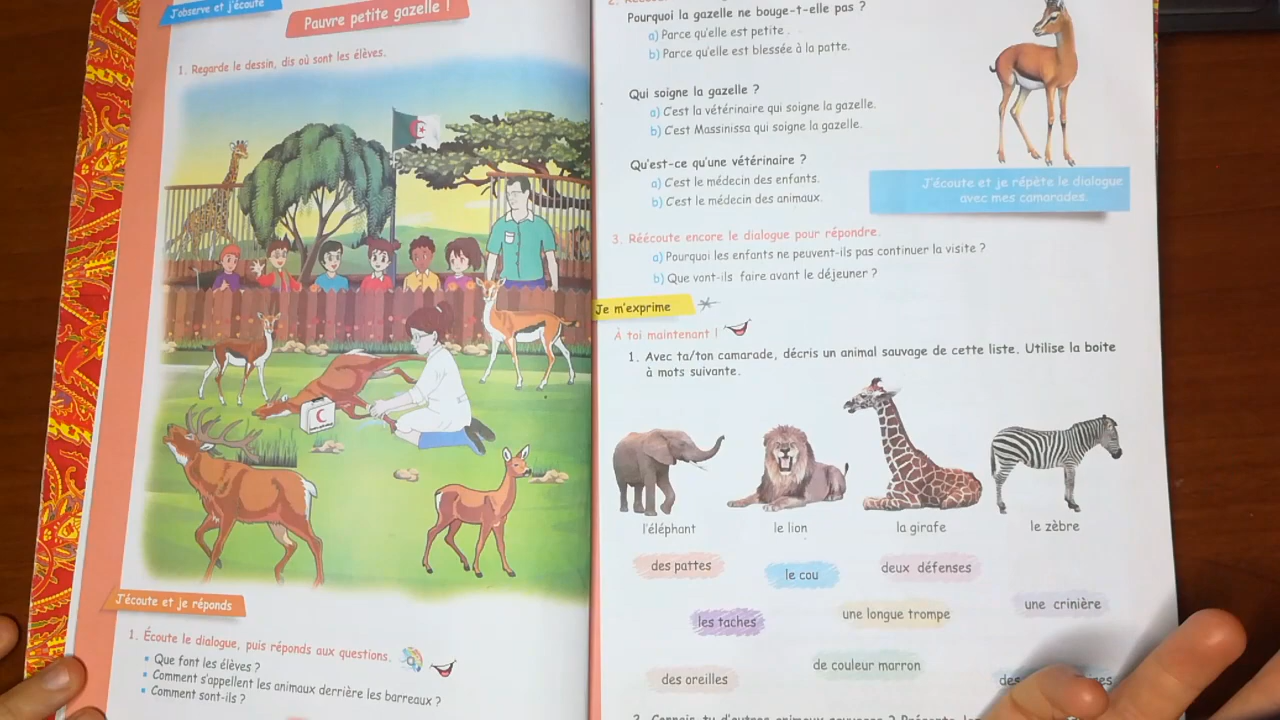 J'observe et j'écoute
Pauvre petite gazelle !
1. Regarde le dessin, dis où sont les élèves.
J'écoute et je réponds
1. Écoute le dialogue, puis réponds aux questions.
Que font les élèves ?
Comment s'appellent les animaux derrière les barreaux ?
Comment sont-ils ?
2.
Pourquoi la gazelle ne bouge-t-elle pas ?
a) Parce qu'elle est petite .
b) Parce qu'elle est blessée à la patte.
Qui soigne la gazelle ?
a) C'est la vétérinaire qui soigne la gazelle.
b) C'est Massinissa qui soigne la gazelle.
Qu'est-ce qu'une vétérinaire ?
a) C'est le médecin des enfants.
b) C'est le médecin des animaux.
J'écoute et je répète le dialogue
avec mes camarades.
3. Réécoute encore le dialogue pour répondre.
a) Pourquoi les enfants ne peuvent-ils pas continuer la visite ?
b) Que vont-ils faire avant le déjeuner ?
Je m'exprime
À toi maintenant !
1. Avec ta/ton camarade, décris un animal sauvage de cette liste. Utilise la boite
à mots suivante.
l'éléphant
le lion
la girafe
le zèbre
des pattes
le cou
deux défenses
les taches
une longue trompe
une crinière
des oreilles
de couleur marron
des